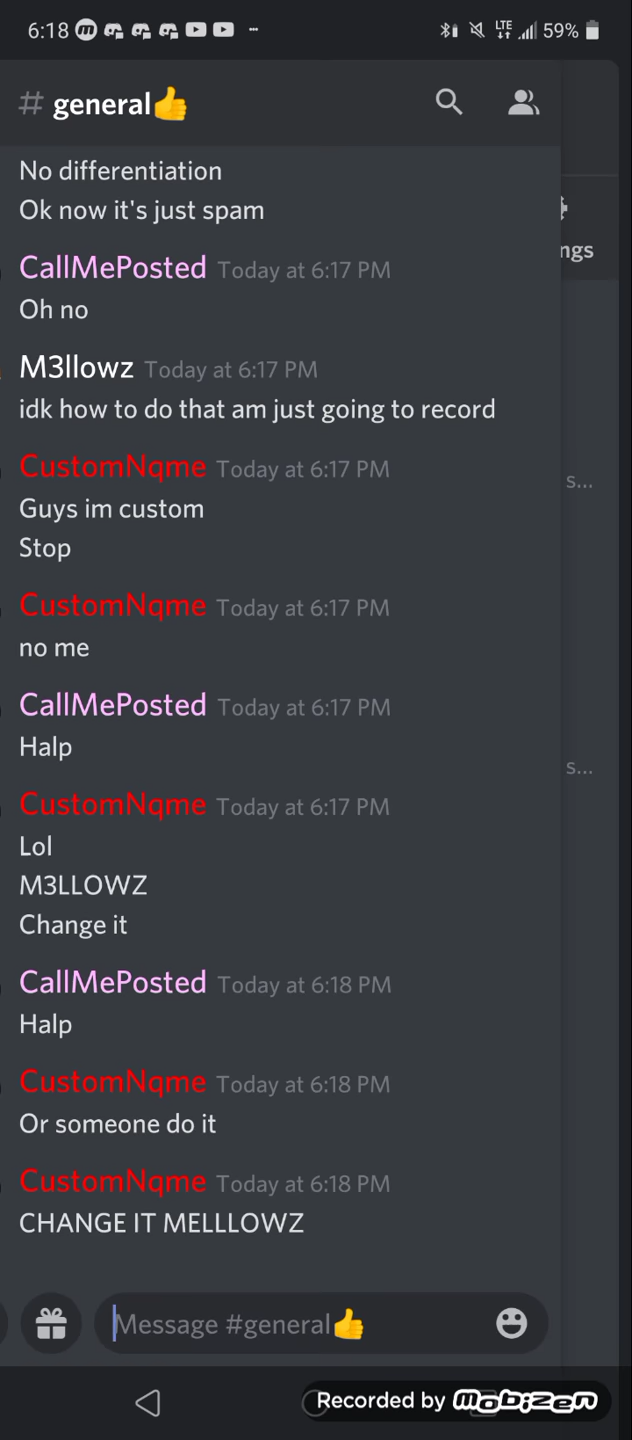 6:18 LTE 59%
# general👍
No differentiation
Ok now it's just spam
ngs
CallMePosted Today at 6:17 PM
Oh no
M3llowz Today at 6:17 PM
idk how to do that am just going to record
CustomNqme Today at 6:17 PM
s...
Guys im custom
Stop
CustomNqme Today at 6:17 PM
no me
CallMePosted Today at 6:17 PM
Halp
s...
CustomNqme Today at 6:17 PM
Lol
M3LLOWZ
Change it
CallMePosted Today at 6:18 PM
Halp
CustomNqme Today at 6:18 PM
Or someone do it
CustomNqme Today at 6:18 PM
CHANGE IT MELLLOWZ
Message #general👍
Recorded by mobizen